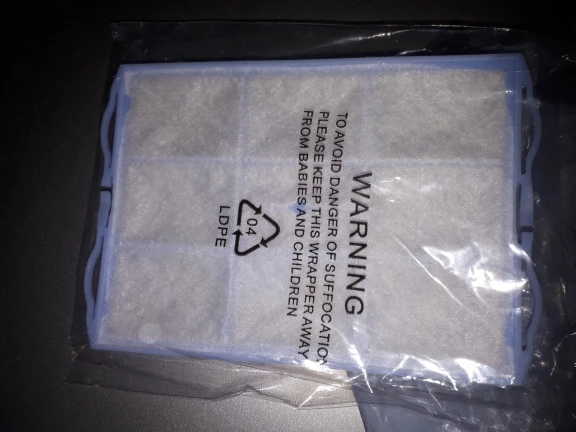 WARNING
TO AVOID DANGER OF SUFFOCATION
PLEASE KEEP THIS WRAPPER AWAY
FROM BABIES AND CHILDREN
04
LDPE